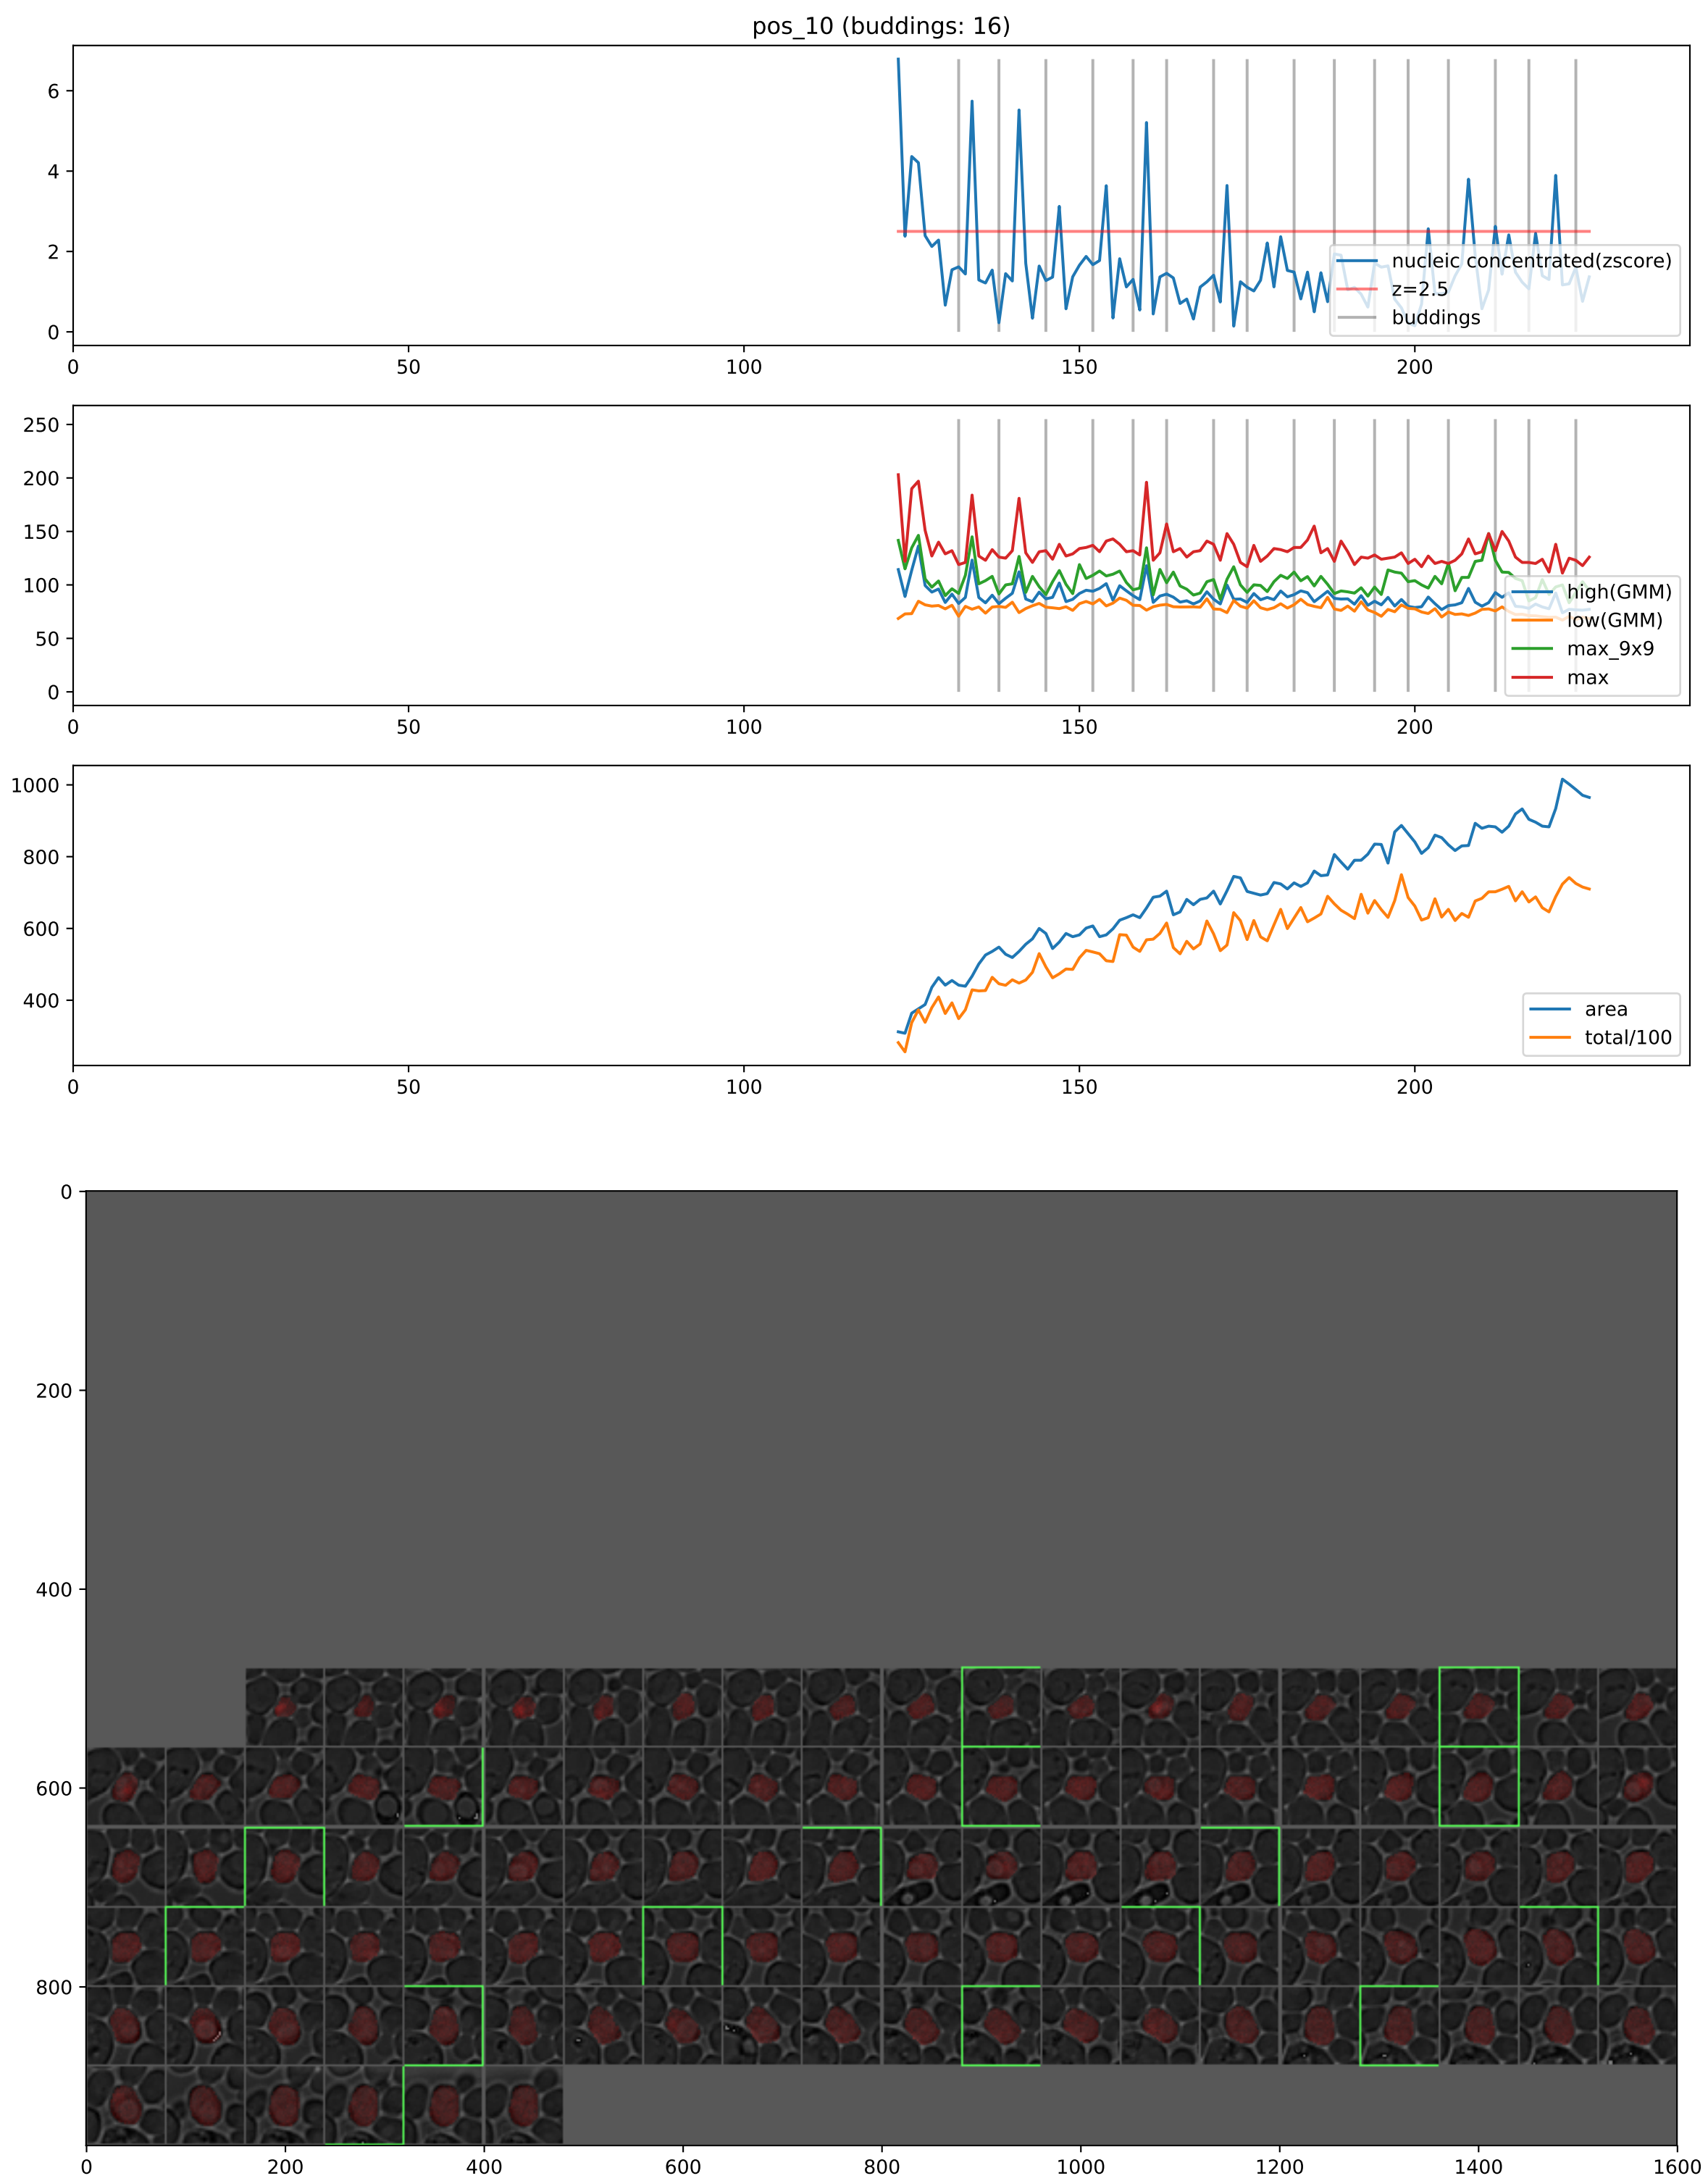 pos_10 (buddings: 16)
6
4
2
0
nucleic concentrated(zscore)
z=2.5
buddings
0 50 100 150 200
250
200
150
100
50
0
high(GMM)
low(GMM)
max_9x9
max
0 50 100 150 200
1000
800
600
400
area
total/100
0 50 100 150 200
0
200
400
600
800
0 200 400 600 800 1000 1200 1400 1600